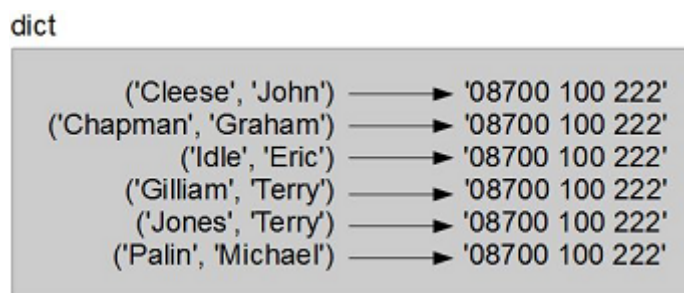 dict
('Cleese', 'John') '08700 100 222'
('Chapman', 'Graham') '08700 100 222'
('Idle', 'Eric') '08700 100 222'
('Gilliam', 'Terry') '08700 100 222'
('Jones', 'Terry') '08700 100 222'
('Palin', 'Michael') '08700 100 222'